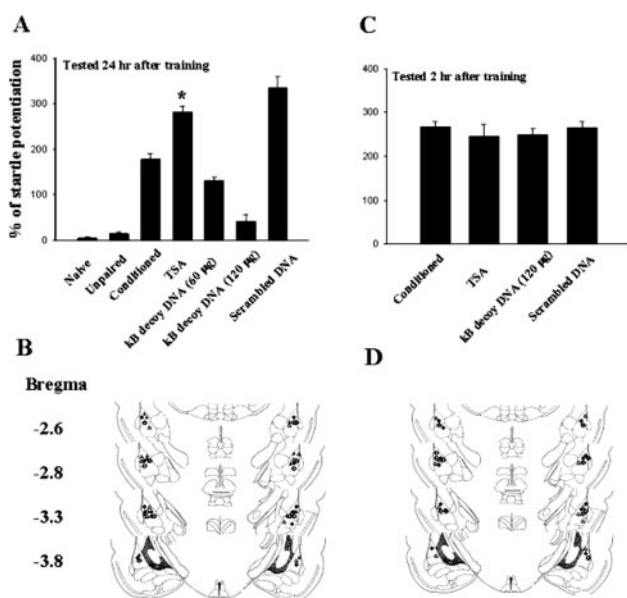 A
Tested 24 hr after training
% of startle potentiation
400
300
200
100
0
*
Naive
Unpaired
Conditioned
TSA
kB decoy DNA (60 µg)
kB decoy DNA (120 µg)
Scrambled DNA
C
Tested 2 hr after training
400
300
200
100
0
Conditioned
TSA
kB decoy DNA (120 µg)
Scrambled DNA
B
Bregma
-2.6
-2.8
-3.3
-3.8
D